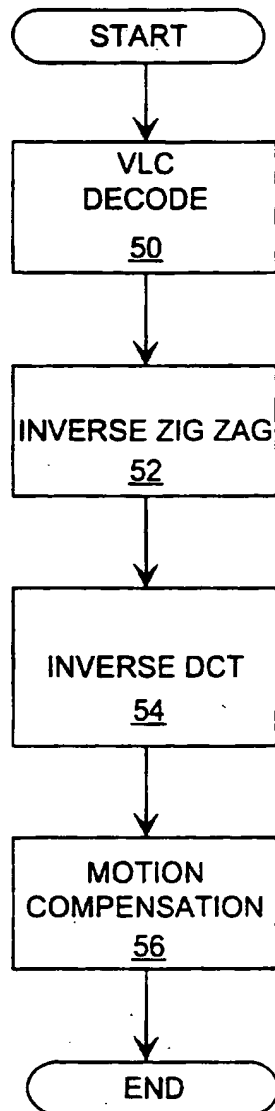 START
VLC
DECODE
50
INVERSE ZIG ZAG
52
INVERSE DCT
54
MOTION
COMPENSATION
56
END